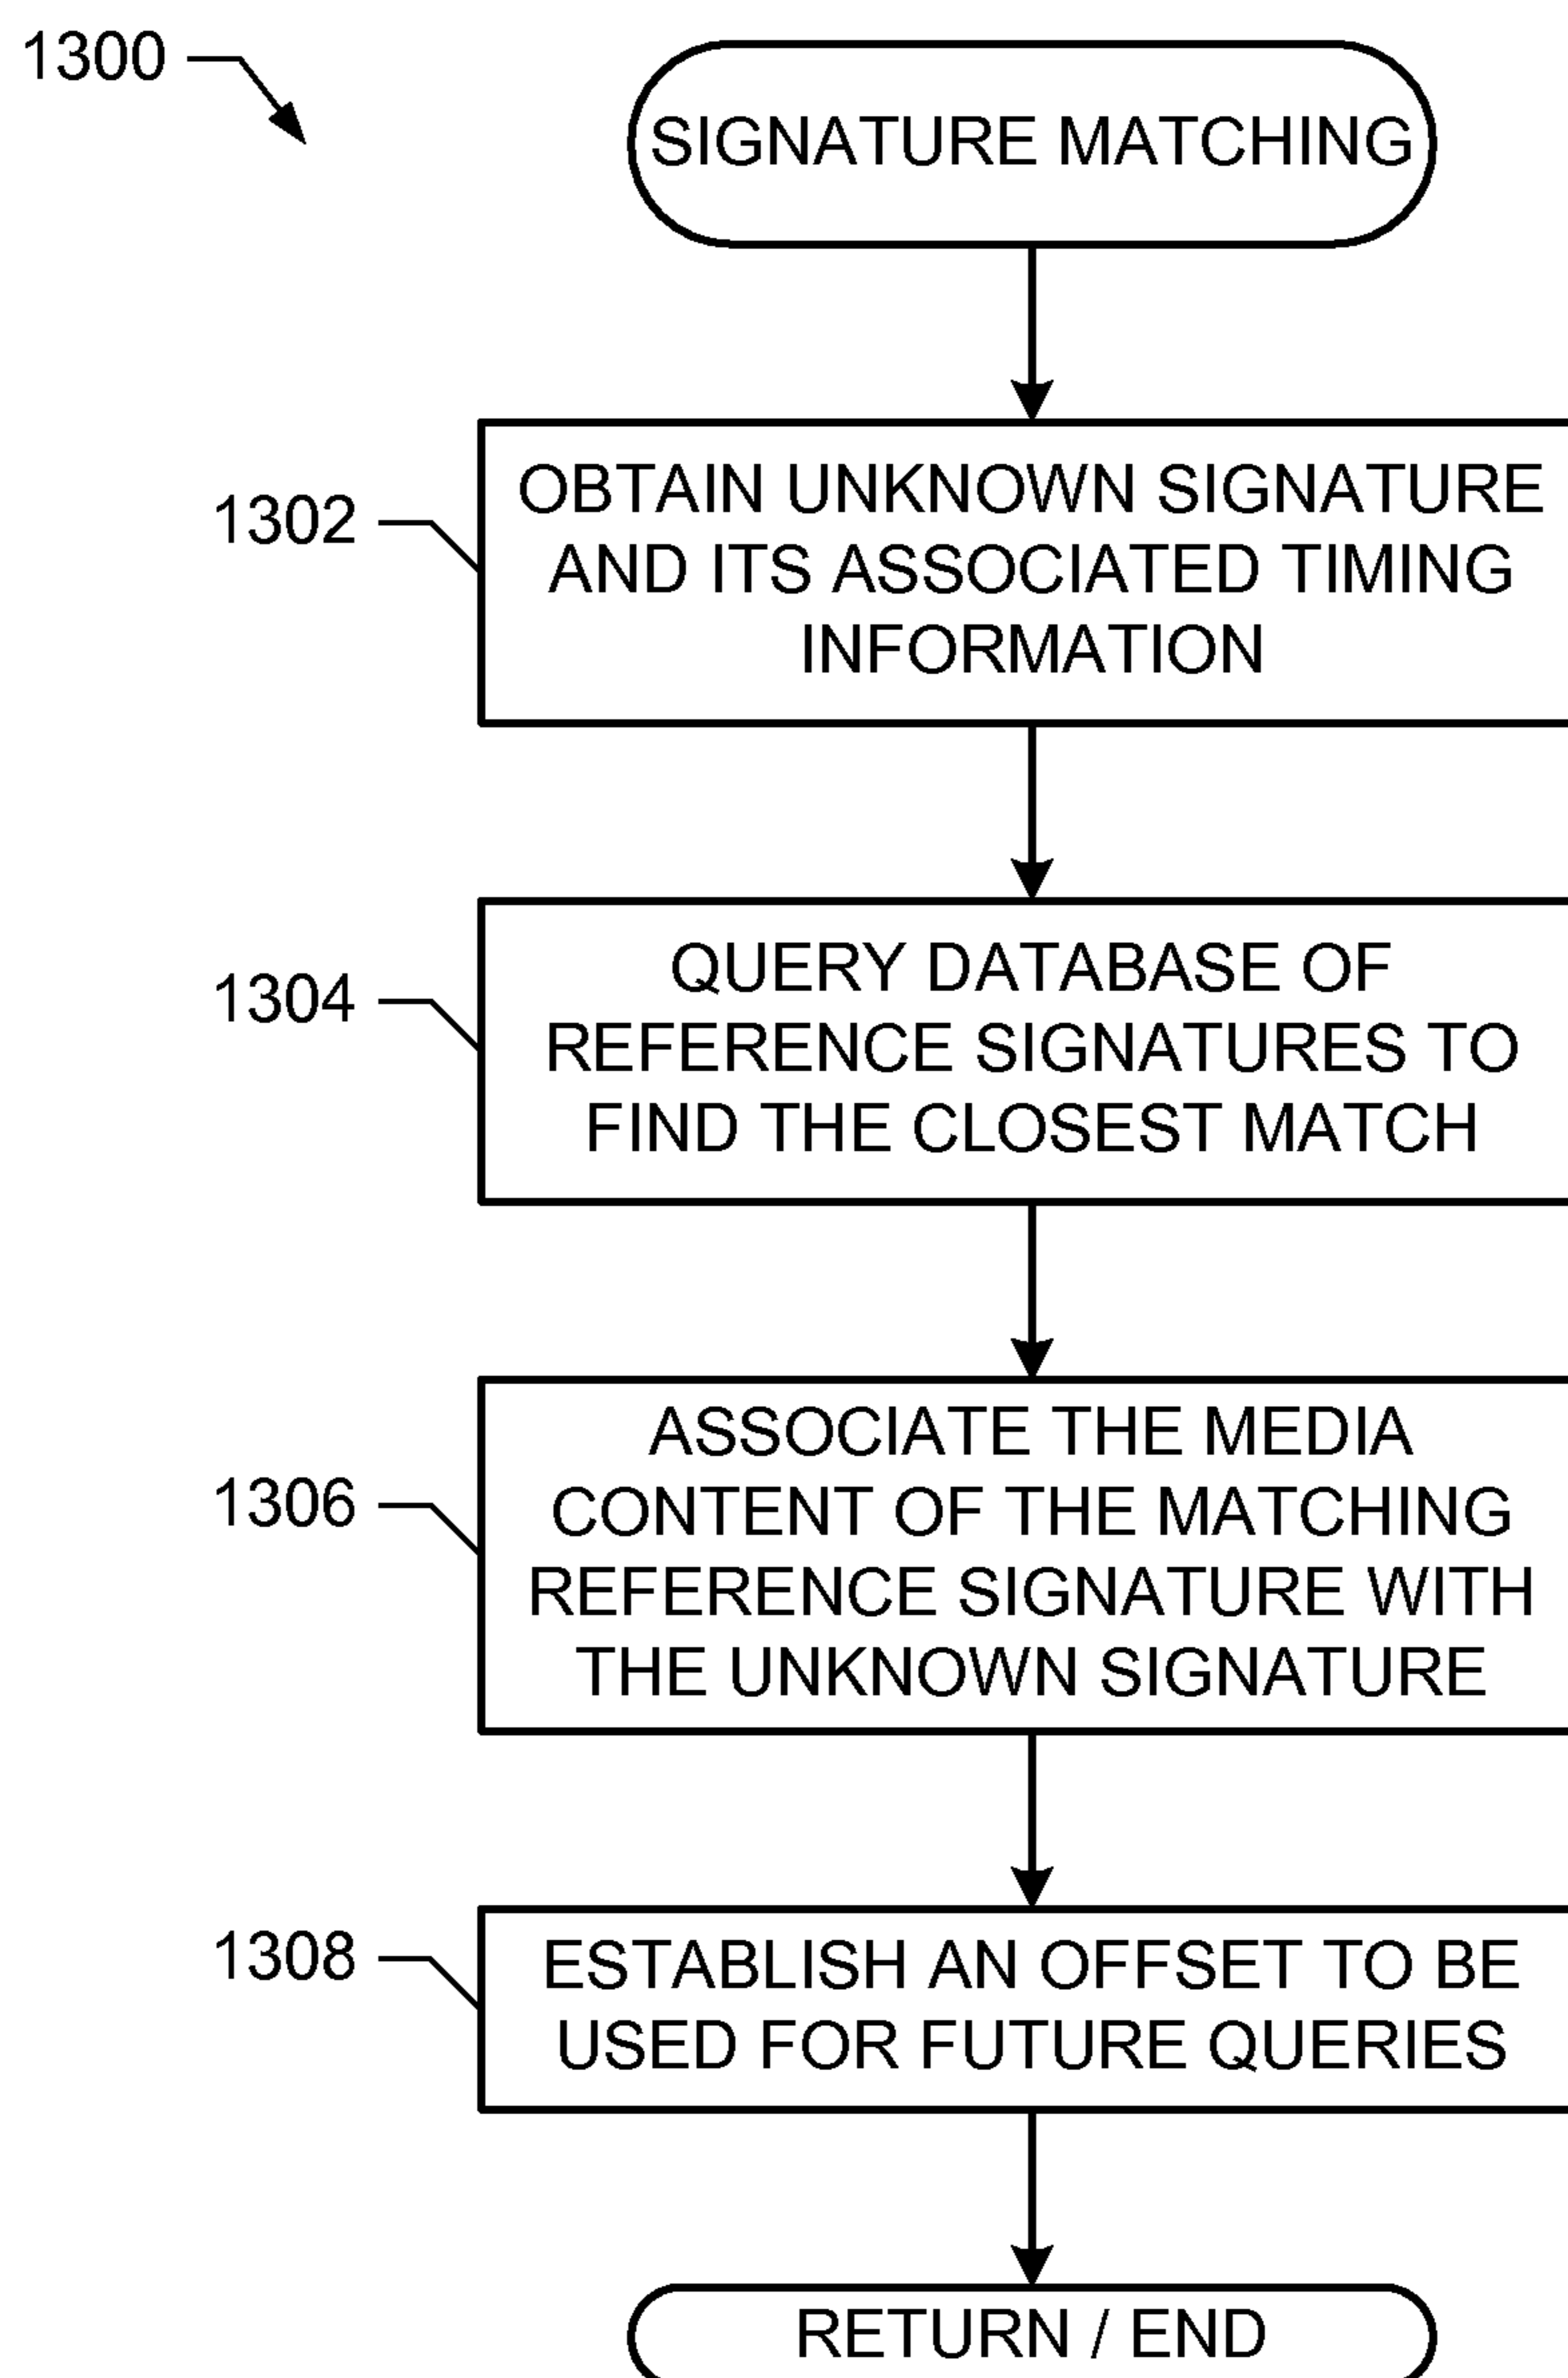 1300
SIGNATURE MATCHING
1302
OBTAIN UNKNOWN SIGNATURE
AND ITS ASSOCIATED TIMING
INFORMATION
1304
QUERY DATABASE OF
REFERENCE SIGNATURES TO
FIND THE CLOSEST MATCH
1306
ASSOCIATE THE MEDIA
CONTENT OF THE MATCHING
REFERENCE SIGNATURE WITH
THE UNKNOWN SIGNATURE
1308
ESTABLISH AN OFFSET TO BE
USED FOR FUTURE QUERIES
RETURN / END